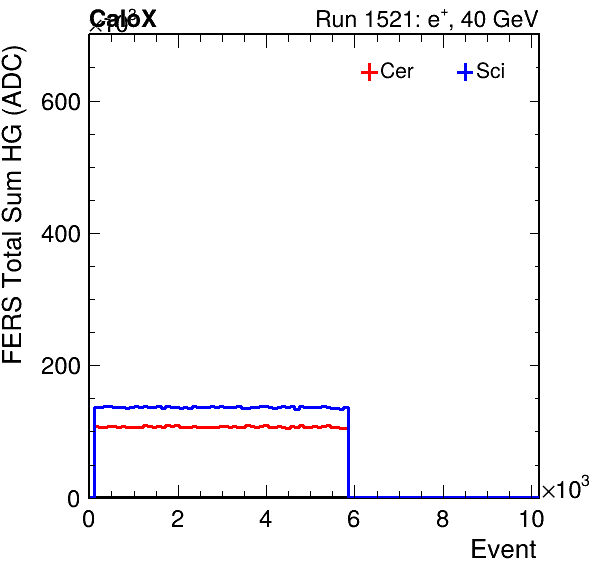 CaloX ×10³ Run 1521: e⁺, 40 GeV
FERS Total Sum HG (ADC)
Cer Sci
600
400
200
0
0 2 4 6 8 10 ×10³
Event